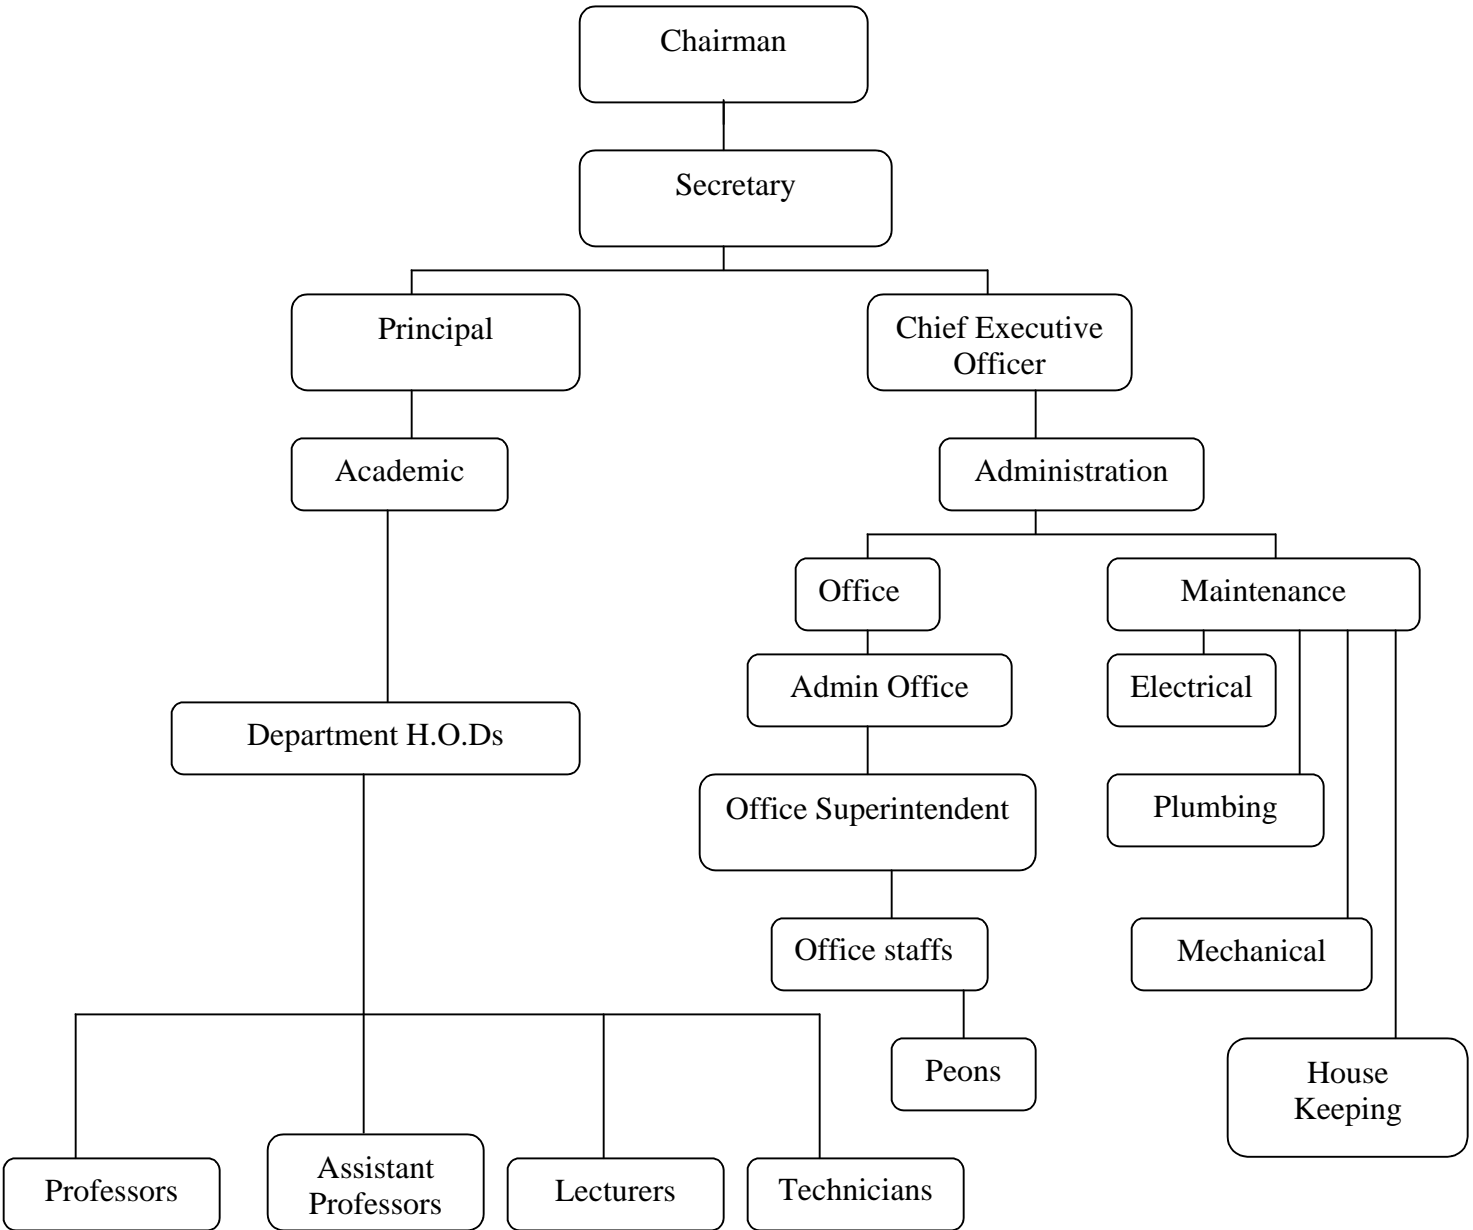 Chairman
Secretary
Principal
Chief Executive
Officer
Academic
Administration
Office
Maintenance
Admin Office
Electrical
Department H.O.Ds
Office Superintendent
Plumbing
Office staffs
Mechanical
Peons
House
Keeping
Professors
Assistant
Professors
Lecturers
Technicians